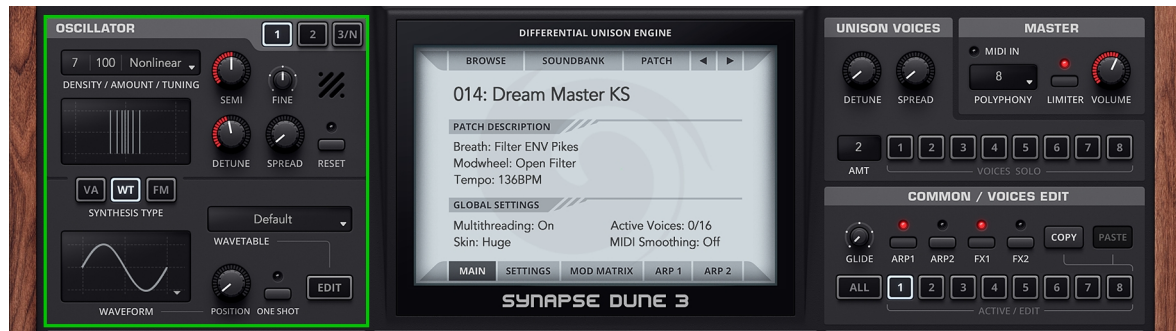 OSCILLATOR
1 2 3/N
7 100 Nonlinear
DENSITY / AMOUNT / TUNING
SEMI FINE
DETUNE SPREAD RESET
VA WT FM
SYNTHESIS TYPE
Default
WAVETABLE
EDIT
WAVEFORM POSITION ONE SHOT
DIFFERENTIAL UNISON ENGINE
BROWSE SOUNDBANK PATCH
014: Dream Master KS
PATCH DESCRIPTION
Breath: Filter ENV Pikes
Modwheel: Open Filter
Tempo: 136BPM
GLOBAL SETTINGS
Multithreading: On Active Voices: 0/16
Skin: Huge MIDI Smoothing: Off
MAIN SETTINGS MOD MATRIX ARP 1 ARP 2
SYNAPSE DUNE 3
UNISON VOICES
DETUNE SPREAD
MASTER
MIDI IN
8
POLYPHONY LIMITER VOLUME
2 1 2 3 4 5 6 7 8
AMT VOICES SOLO
COMMON / VOICES EDIT
COPY PASTE
GLIDE ARP1 ARP2 FX1 FX2
ALL 1 2 3 4 5 6 7 8
ACTIVE / EDIT